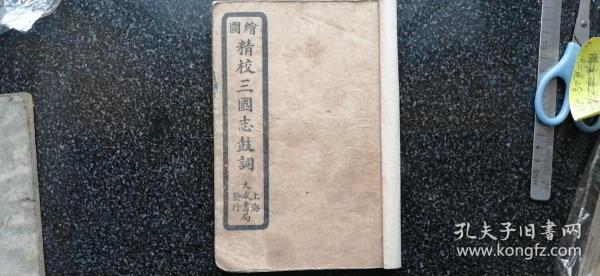 繪圖
精校三國志鼓詞
上海
大成書局
發行
孔夫子旧书网
www.kongfz.com